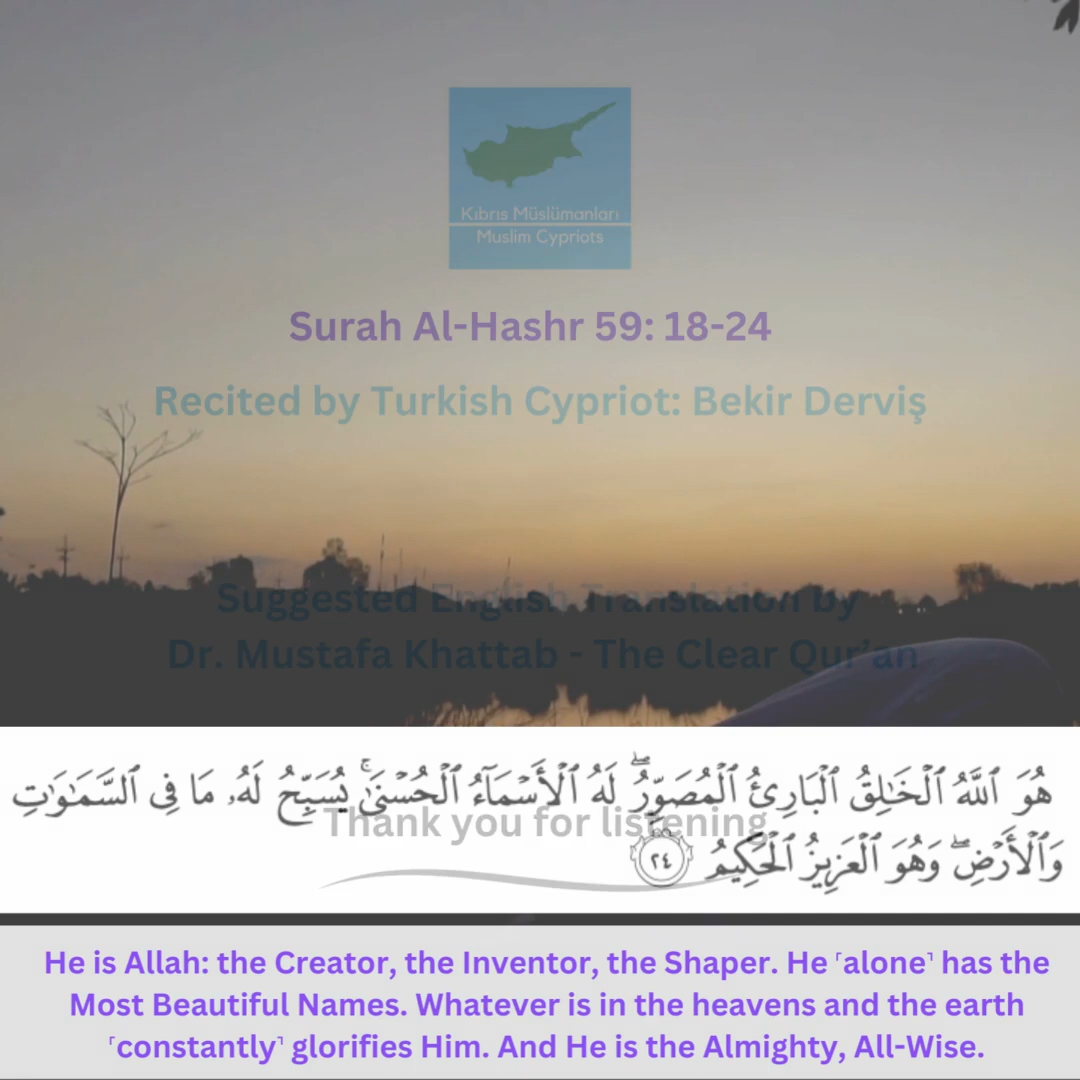 Kıbrıs Müslümanları
Muslim Cypriots
Surah Al-Hashr 59: 18-24
Recited by Turkish Cypriot: Bekir Derviş
Suggested English Translation by
Dr. Mustafa Khattab - The Clear Qur’an
هُوَ ٱللَّهُ ٱلْخَٰلِقُ ٱلْبَارِئُ ٱلْمُصَوِّرُ ۖ لَهُ ٱلْأَسْمَآءُ ٱلْحُسْنَىٰ ۚ يُسَبِّحُ لَهُۥ مَا فِى ٱلسَّمَٰوَٰتِ
وَٱلْأَرْضِ ۖ وَهُوَ ٱلْعَزِيزُ ٱلْحَكِيمُ ٢٤
Thank you for listening
He is Allah: the Creator, the Inventor, the Shaper. He ˹alone˺ has the
Most Beautiful Names. Whatever is in the heavens and the earth
˹constantly˺ glorifies Him. And He is the Almighty, All-Wise.